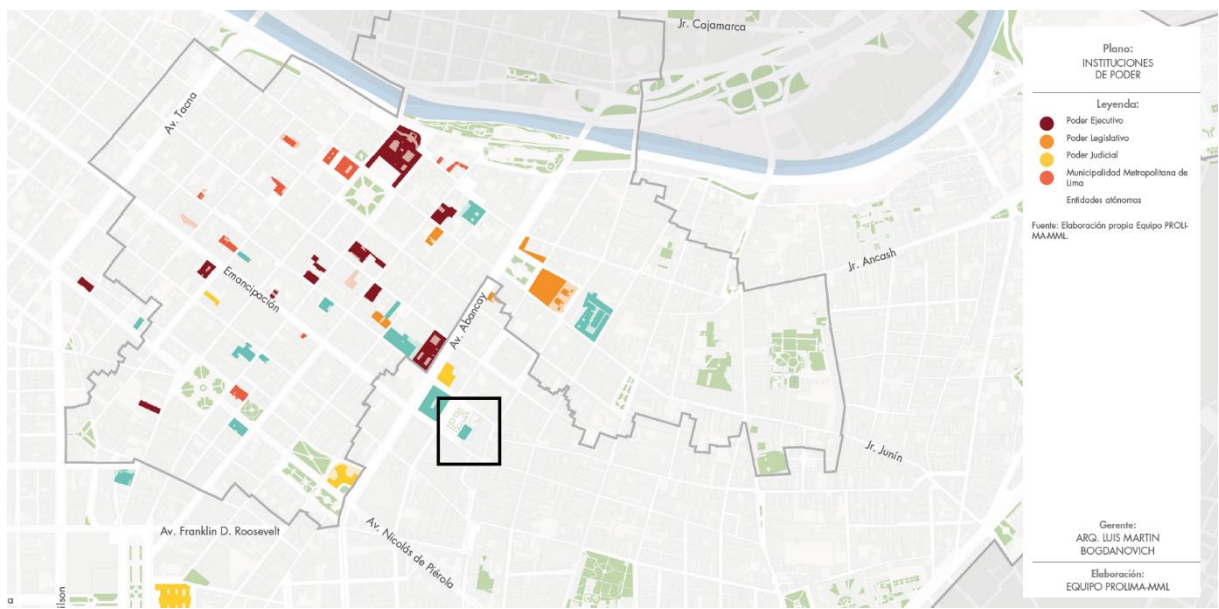 Jr. Cajamarca
Av. Tacna
Emancipación
Av. Abancay
Jr. Ancash
Jr. Junín
Av. Nicolás de Piérola
Av. Franklin D. Roosevelt
ilson
a
Plano:
INSTITUCIONES
DE PODER
Leyenda:
Poder Ejecutivo
Poder Legislativo
Poder Judicial
Municipalidad Metropolitana de
Lima
Entidades atónomas
Fuente: Elaboración propia Equipo PROLI-
MA-MML.
Gerente:
ARQ. LUIS MARTIN
BOGDANOVICH
Elaboración:
EQUIPO PROLIMA-MML